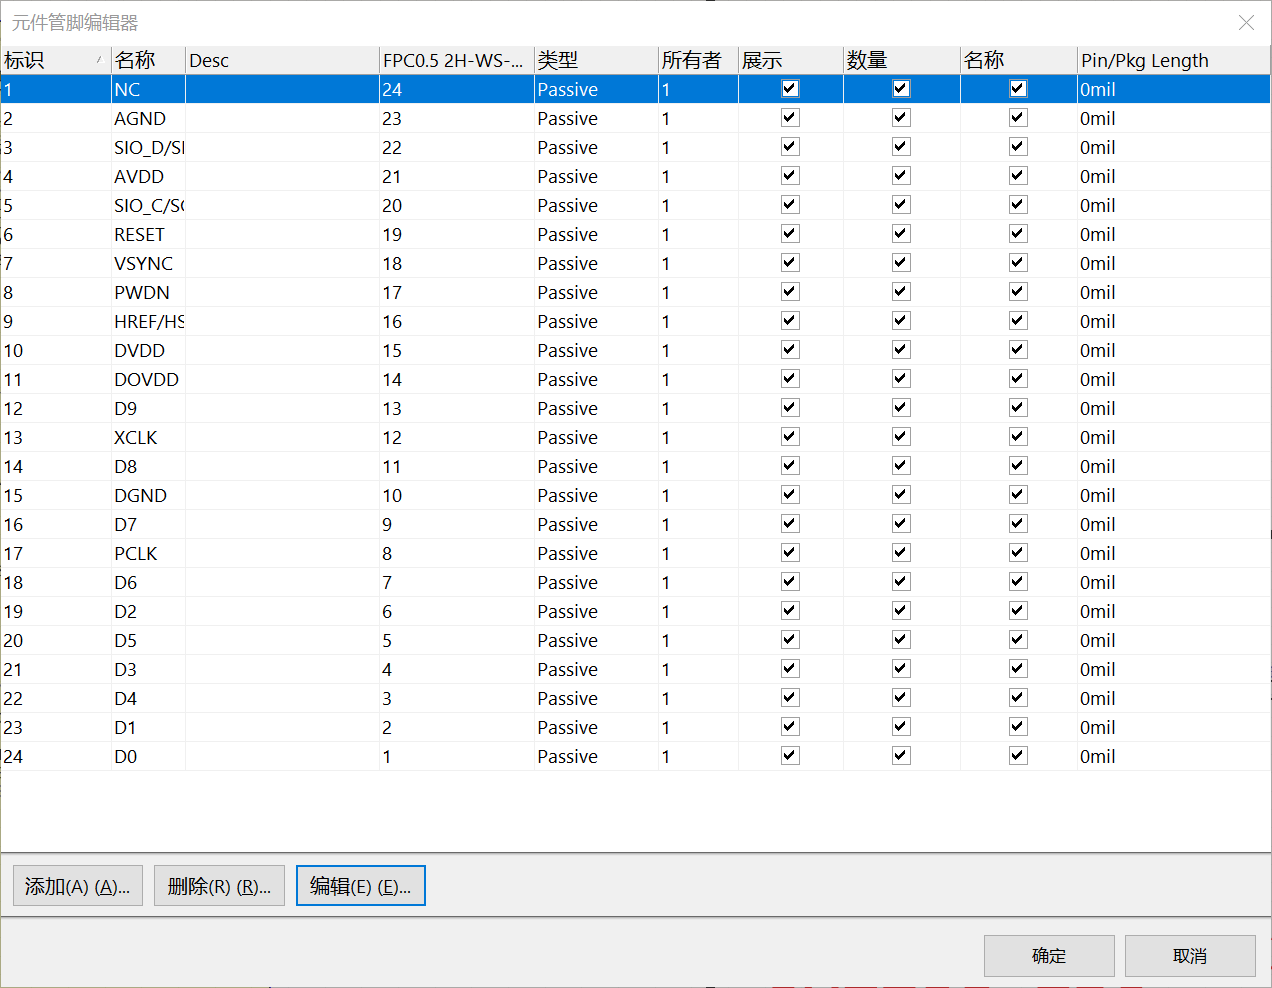 元件管脚编辑器
标识 名称 Desc FPC0.5 2H-WS-... 类型 所有者 展示 数量 名称 Pin/Pkg Length
1 NC 24 Passive 1 0mil
2 AGND 23 Passive 1 0mil
3 SIO_D/SI 22 Passive 1 0mil
4 AVDD 21 Passive 1 0mil
5 SIO_C/SC 20 Passive 1 0mil
6 RESET 19 Passive 1 0mil
7 VSYNC 18 Passive 1 0mil
8 PWDN 17 Passive 1 0mil
9 HREF/HS 16 Passive 1 0mil
10 DVDD 15 Passive 1 0mil
11 DOVDD 14 Passive 1 0mil
12 D9 13 Passive 1 0mil
13 XCLK 12 Passive 1 0mil
14 D8 11 Passive 1 0mil
15 DGND 10 Passive 1 0mil
16 D7 9 Passive 1 0mil
17 PCLK 8 Passive 1 0mil
18 D6 7 Passive 1 0mil
19 D2 6 Passive 1 0mil
20 D5 5 Passive 1 0mil
21 D3 4 Passive 1 0mil
22 D4 3 Passive 1 0mil
23 D1 2 Passive 1 0mil
24 D0 1 Passive 1 0mil
添加(A) (A)... 删除(R) (R)... 编辑(E) (E)...
确定 取消